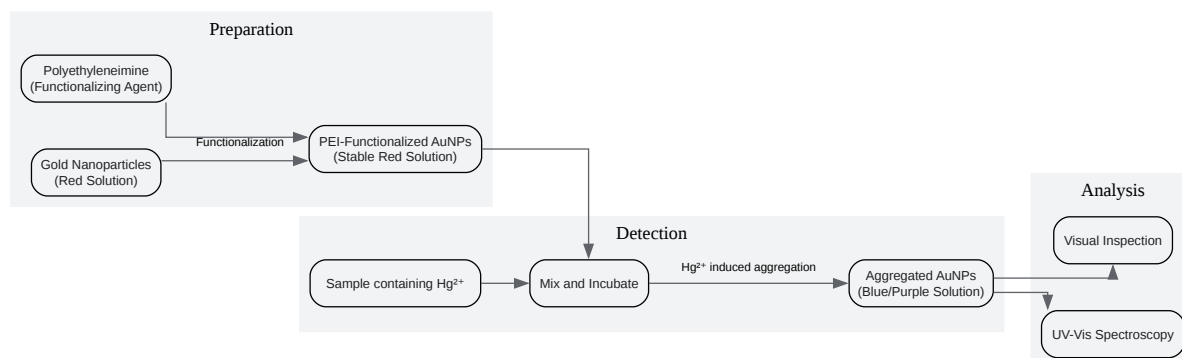 Preparation
Polyethyleneimine
(Functionalizing Agent)
Functionalization
Gold Nanoparticles
(Red Solution)
PEI-Functionalized AuNPs
(Stable Red Solution)
Detection
Sample containing Hg²⁺
Mix and Incubate
Hg²⁺ induced aggregation
Aggregated AuNPs
(Blue/Purple Solution)
Analysis
Visual Inspection
UV-Vis Spectroscopy